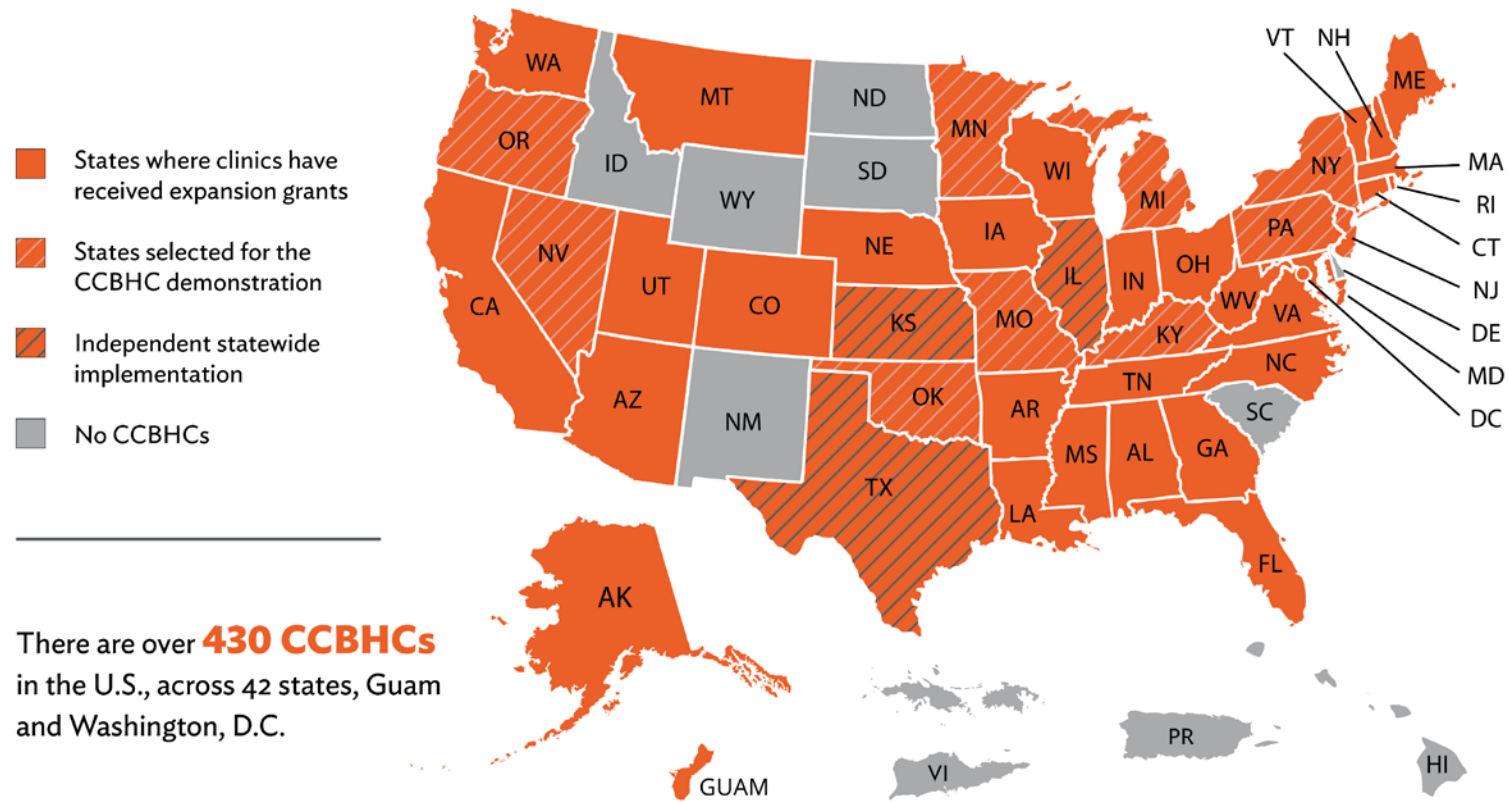 States where clinics have
received expansion grants
States selected for the
CCBHC demonstration
Independent statewide
implementation
No CCBHCs
There are over 430 CCBHCs
in the U.S., across 42 states, Guam
and Washington, D.C.
WA
OR
CA
NV
ID
MT
WY
UT
AZ
CO
NM
ND
SD
NE
KS
OK
TX
MN
IA
MO
AR
LA
WI
IL
MS
MI
IN
KY
TN
AL
OH
WV
VA
NC
SC
GA
FL
PA
NY
VT
NH
ME
MA
RI
CT
NJ
DE
MD
DC
AK
GUAM
VI
PR
HI